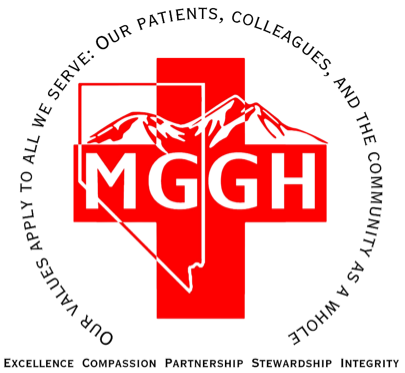 Our values apply to all we serve: Our patients, colleagues, and the community as a whole
MGGH
Excellence Compassion Partnership Stewardship Integrity